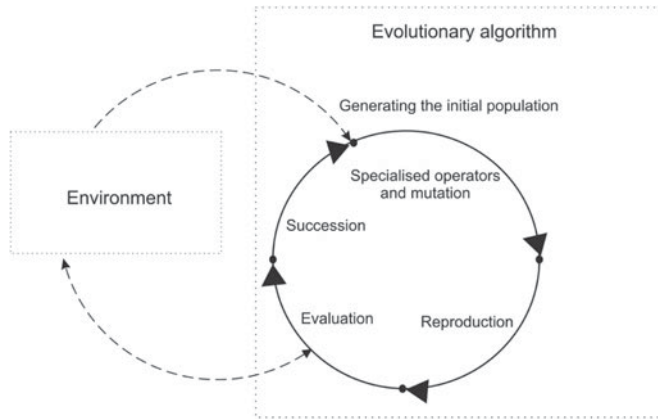 Evolutionary algorithm
Generating the initial population
Specialised operators
and mutation
Environment
Succession
Evaluation
Reproduction